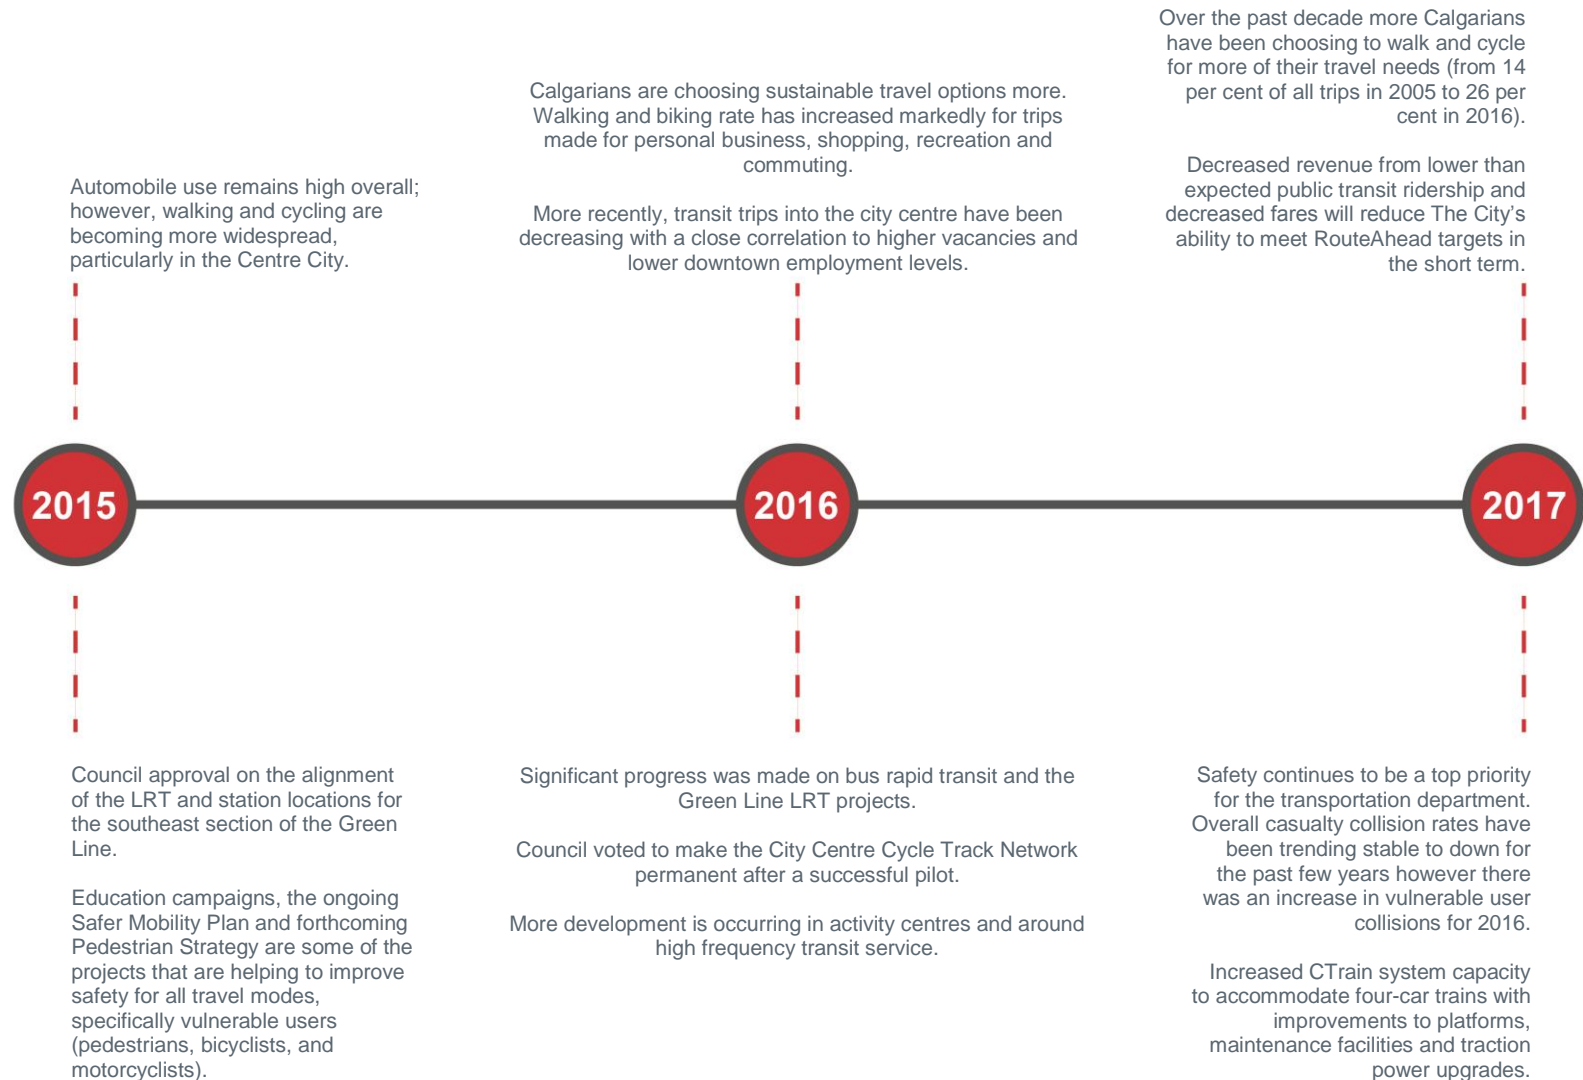 Automobile use remains high overall;
however, walking and cycling are
becoming more widespread,
particularly in the Centre City.
Calgarians are choosing sustainable travel options more.
Walking and biking rate has increased markedly for trips
made for personal business, shopping, recreation and
commuting.
More recently, transit trips into the city centre have been
decreasing with a close correlation to higher vacancies and
lower downtown employment levels.
Over the past decade more Calgarians
have been choosing to walk and cycle
for more of their travel needs (from 14
per cent of all trips in 2005 to 26 per
cent in 2016).
Decreased revenue from lower than
expected public transit ridership and
decreased fares will reduce The City’s
ability to meet RouteAhead targets in
the short term.
2015
2016
2017
Council approval on the alignment
of the LRT and station locations for
the southeast section of the Green
Line.
Education campaigns, the ongoing
Safer Mobility Plan and forthcoming
Pedestrian Strategy are some of the
projects that are helping to improve
safety for all travel modes,
specifically vulnerable users
(pedestrians, bicyclists, and
motorcyclists).
Significant progress was made on bus rapid transit and the
Green Line LRT projects.
Council voted to make the City Centre Cycle Track Network
permanent after a successful pilot.
More development is occurring in activity centres and around
high frequency transit service.
Safety continues to be a top priority
for the transportation department.
Overall casualty collision rates have
been trending stable to down for
the past few years however there
was an increase in vulnerable user
collisions for 2016.
Increased CTrain system capacity
to accommodate four-car trains with
improvements to platforms,
maintenance facilities and traction
power upgrades.